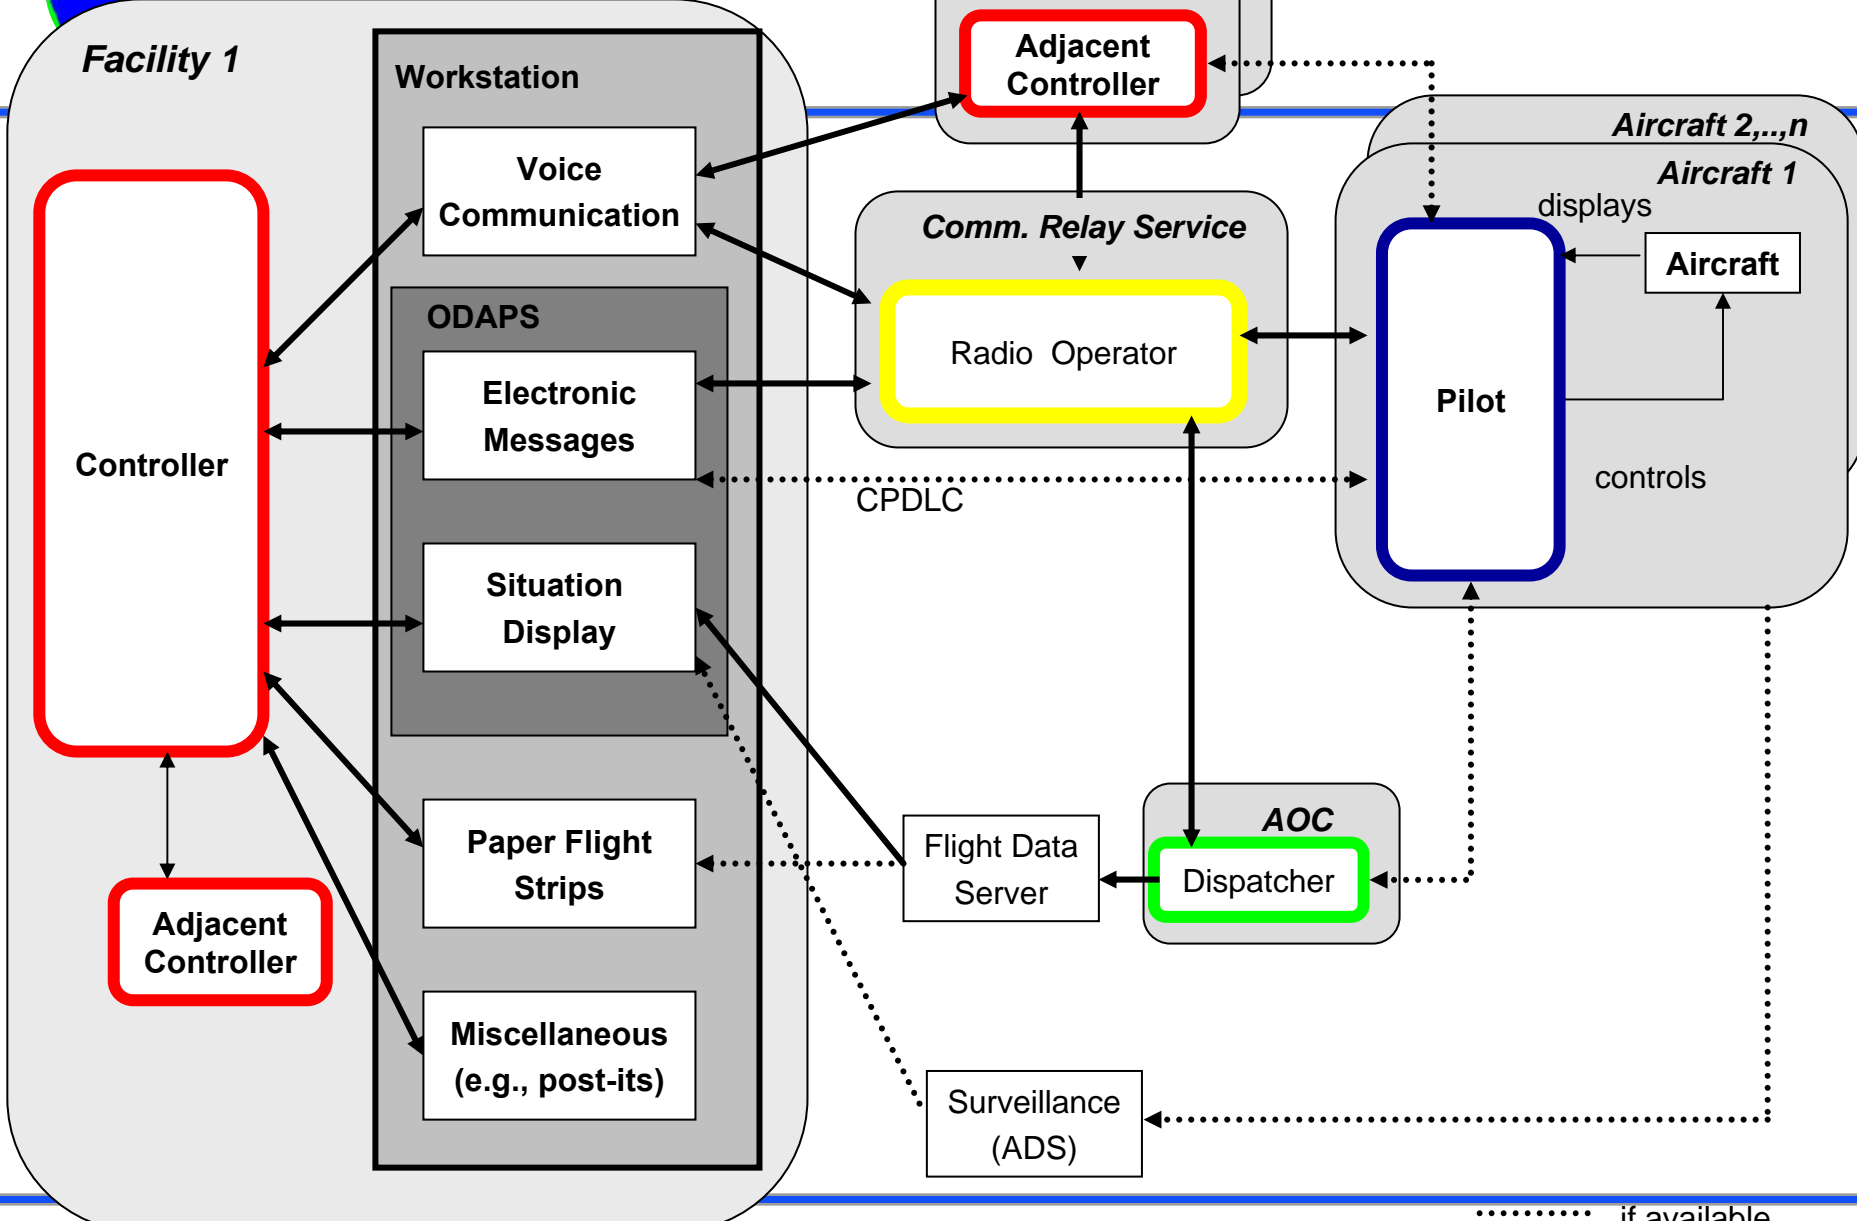 Facility 1
Workstation
Adjacent
Controller
Aircraft 2,..,n
Aircraft 1
Voice
Communication
Comm. Relay Service
displays
Aircraft
ODAPS
Electronic
Messages
Radio  Operator
Pilot
Controller
CPDLC
controls
Situation
Display
Paper Flight
Strips
Flight Data
Server
AOC
Dispatcher
Adjacent
Controller
Miscellaneous
(e.g., post-its)
Surveillance
(ADS)
if available